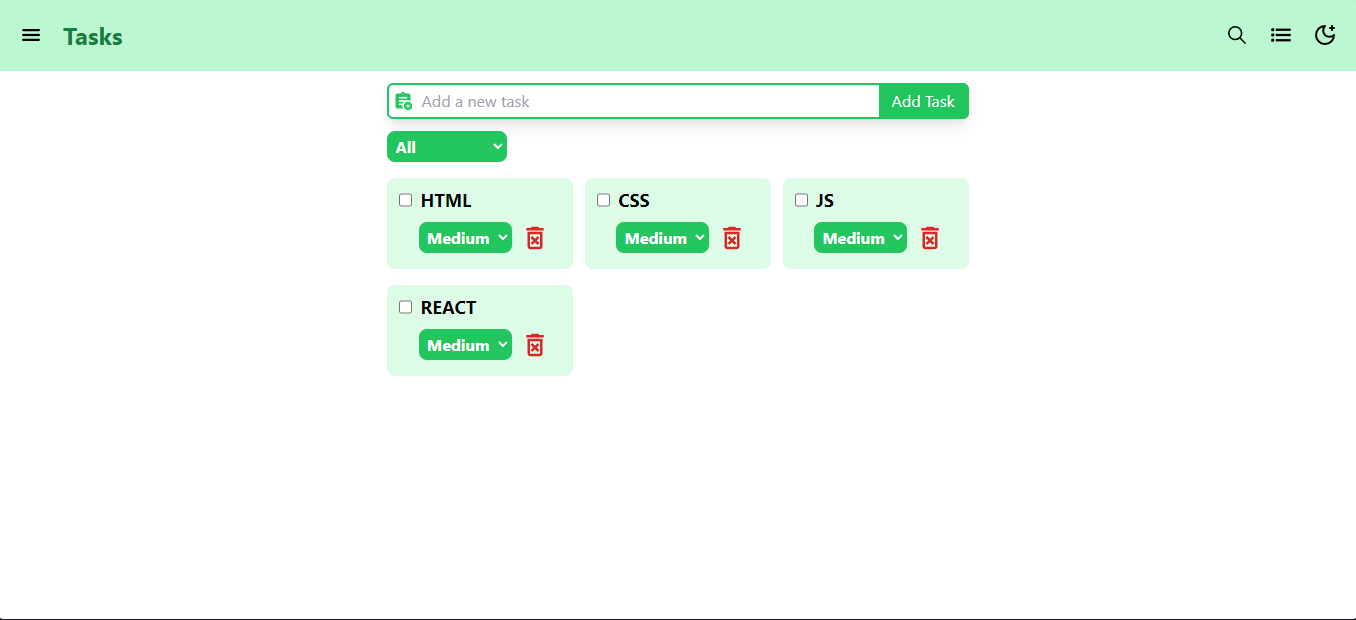 Tasks
Add a new task Add Task
All
HTML CSS JS
Medium Medium Medium
REACT
Medium